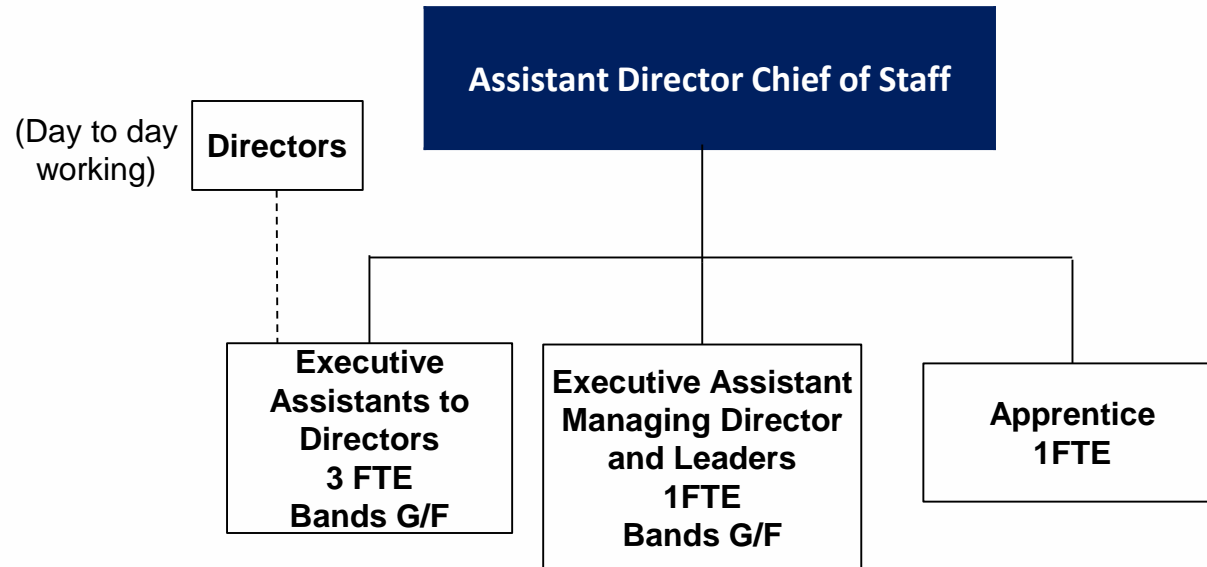 Assistant Director Chief of Staff
(Day to day
working)
Directors
Executive
Assistants to
Directors
3 FTE
Bands G/F
Executive Assistant
Managing Director
and Leaders
1FTE
Bands G/F
Apprentice
1FTE